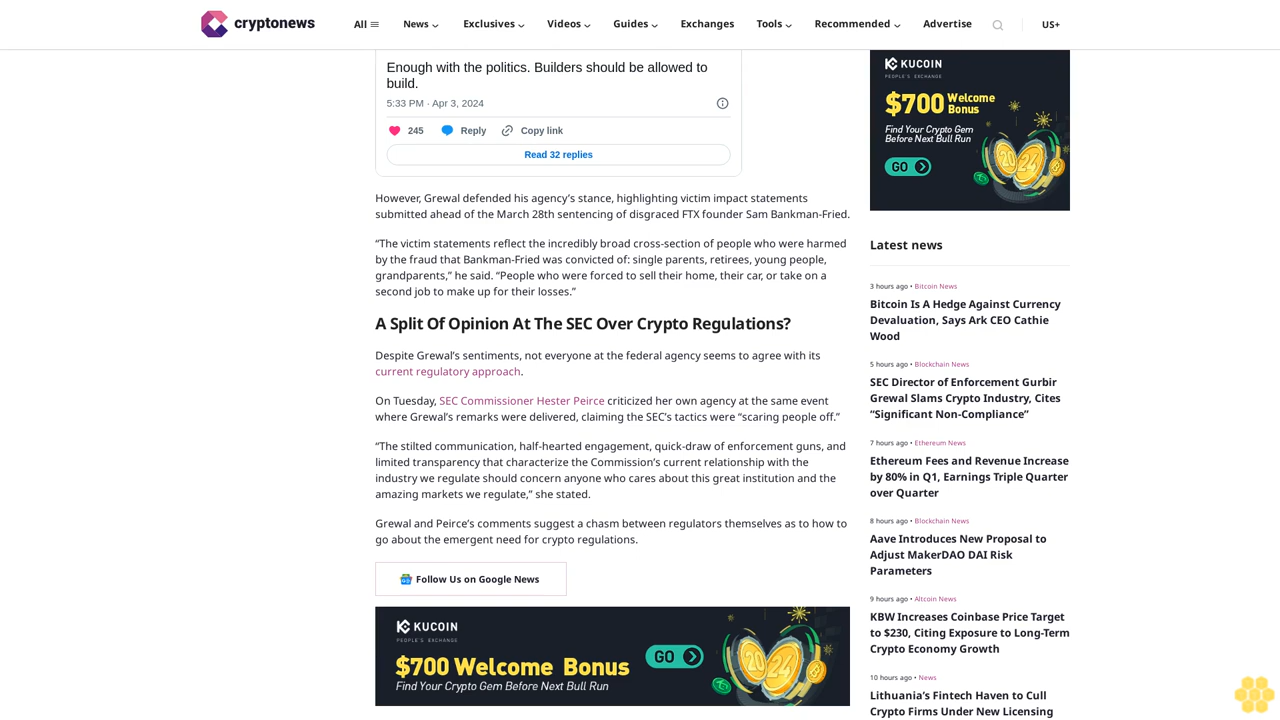 cryptonews
All
News
Exclusives
Videos
Guides
Exchanges
Tools
Recommended
Advertise
US+
Enough with the politics. Builders should be allowed to
build.
5:33 PM · Apr 3, 2024
245
Reply
Copy link
Read 32 replies
However, Grewal defended his agency’s stance, highlighting victim impact statements
submitted ahead of the March 28th sentencing of disgraced FTX founder Sam Bankman-Fried.
“The victim statements reflect the incredibly broad cross-section of people who were harmed
by the fraud that Bankman-Fried was convicted of: single parents, retirees, young people,
grandparents,” he said. “People who were forced to sell their home, their car, or take on a
second job to make up for their losses.”
A Split Of Opinion At The SEC Over Crypto Regulations?
Despite Grewal’s sentiments, not everyone at the federal agency seems to agree with its
current regulatory approach.
On Tuesday, SEC Commissioner Hester Peirce criticized her own agency at the same event
where Grewal’s remarks were delivered, claiming the SEC’s tactics were “scaring people off.”
“The stilted communication, half-hearted engagement, quick-draw of enforcement guns, and
limited transparency that characterize the Commission’s current relationship with the
industry we regulate should concern anyone who cares about this great institution and the
amazing markets we regulate,” she stated.
Grewal and Peirce’s comments suggest a chasm between regulators themselves as to how to
go about the emergent need for crypto regulations.
Follow Us on Google News
KUCOIN
PEOPLE'S EXCHANGE
$700 Welcome Bonus
Find Your Crypto Gem Before Next Bull Run
GO
20 24
KUCOIN
PEOPLE'S EXCHANGE
$700 Welcome
Bonus
Find Your Crypto Gem
Before Next Bull Run
GO
20 24
Latest news
3 hours ago • Bitcoin News
Bitcoin Is A Hedge Against Currency
Devaluation, Says Ark CEO Cathie
Wood
5 hours ago • Blockchain News
SEC Director of Enforcement Gurbir
Grewal Slams Crypto Industry, Cites
“Significant Non-Compliance”
7 hours ago • Ethereum News
Ethereum Fees and Revenue Increase
by 80% in Q1, Earnings Triple Quarter
over Quarter
8 hours ago • Blockchain News
Aave Introduces New Proposal to
Adjust MakerDAO DAI Risk
Parameters
9 hours ago • Altcoin News
KBW Increases Coinbase Price Target
to $230, Citing Exposure to Long-Term
Crypto Economy Growth
10 hours ago • News
Lithuania’s Fintech Haven to Cull
Crypto Firms Under New Licensing